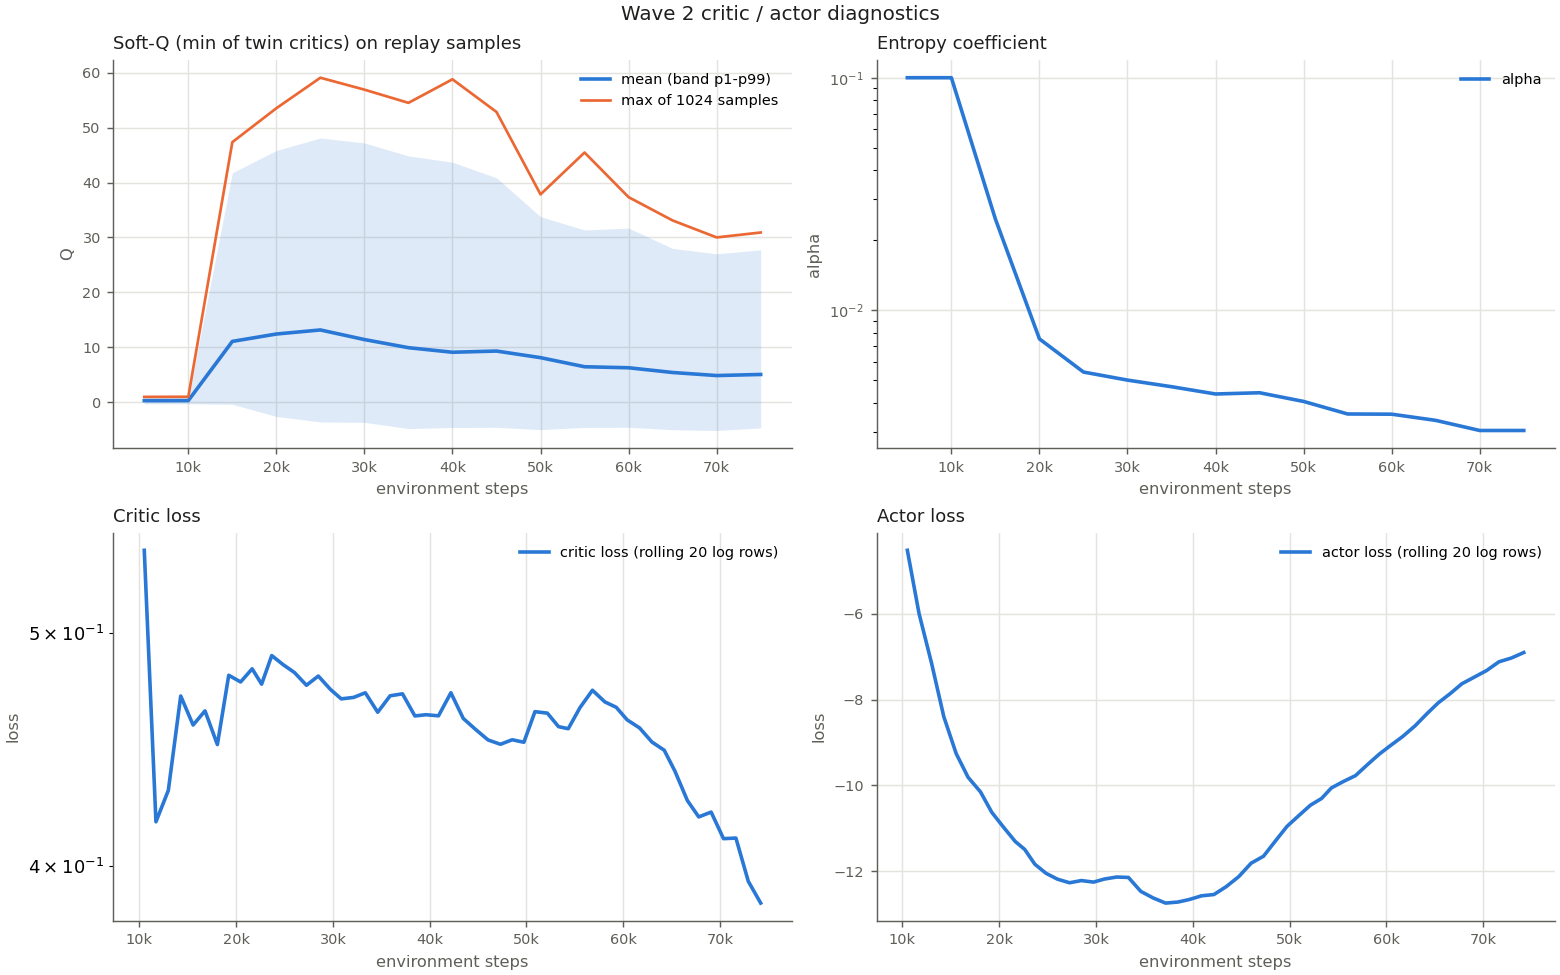 Wave 2 critic / actor diagnostics
Soft-Q (min of twin critics) on replay samples
60
50
40
30
20
10
0
Q
mean (band p1-p99)
max of 1024 samples
10k 20k 30k 40k 50k 60k 70k
environment steps
Entropy coefficient
10⁻¹
10⁻²
alpha
alpha
10k 20k 30k 40k 50k 60k 70k
environment steps
Critic loss
5 × 10⁻¹
4 × 10⁻¹
loss
critic loss (rolling 20 log rows)
10k 20k 30k 40k 50k 60k 70k
environment steps
Actor loss
−6
−8
−10
−12
loss
actor loss (rolling 20 log rows)
10k 20k 30k 40k 50k 60k 70k
environment steps